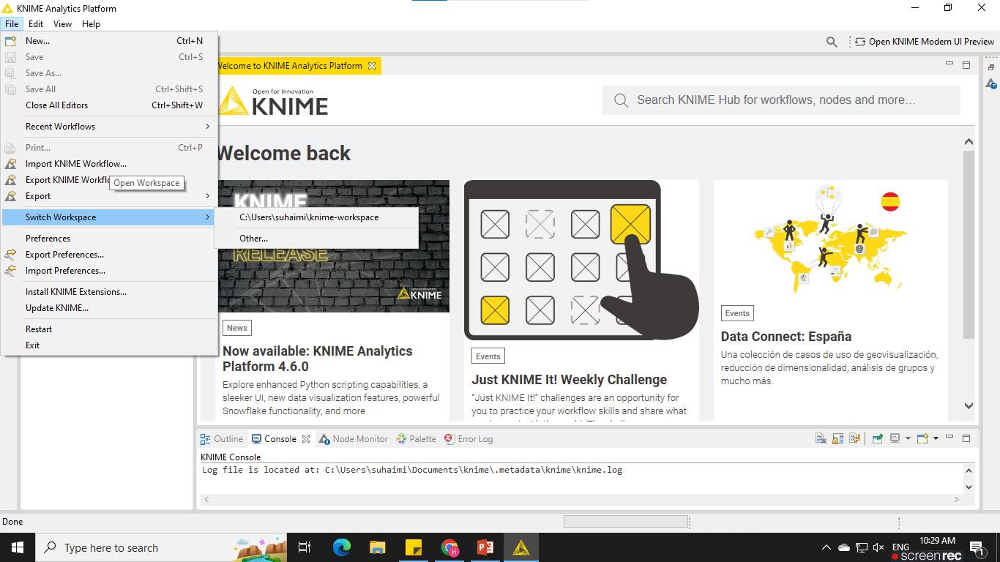 KNIME Analytics Platform
File Edit View Help
New... Ctrl+N
Save Ctrl+S
Save As...
Save All Ctrl+Shift+S
Close All Editors Ctrl+Shift+W
Recent Workflows
Print... Ctrl+P
Import KNIME Workflow...
Export KNIME Workflo
Open Workspace
Export
Switch Workspace
C:\Users\suhaimi\knime-workspace
Other...
Preferences
Export Preferences...
Import Preferences...
Install KNIME Extensions...
Update KNIME...
Restart
Exit
Open KNIME Modern UI Preview
Welcome to KNIME Analytics Platform
Open for Innovation
KNIME
Search KNIME Hub for workflows, nodes and more...
Welcome back
KNIME
RELEASE
Open for Innovation
KNIME
News
Now available: KNIME Analytics
Platform 4.6.0
Explore enhanced Python scripting capabilities, a
sleeker UI, new data visualization features, powerful
Snowflake functionality, and more
Events
Just KNIME It! Weekly Challenge
“Just KNIME It!” challenges are an opportunity for
you to practice your workflow skills and share what
Events
Data Connect: España
Una colección de casos de uso de geovisualización,
reducción de dimensionalidad, análisis de grupos y
mucho más.
Outline Console Node Monitor Palette Error Log
KNIME Console
Log file is located at: C:\Users\suhaimi\Documents\knime\.metadata\knime\knime.log
Done
Type here to search
H
ENG
10:29 AM
1
screenrec